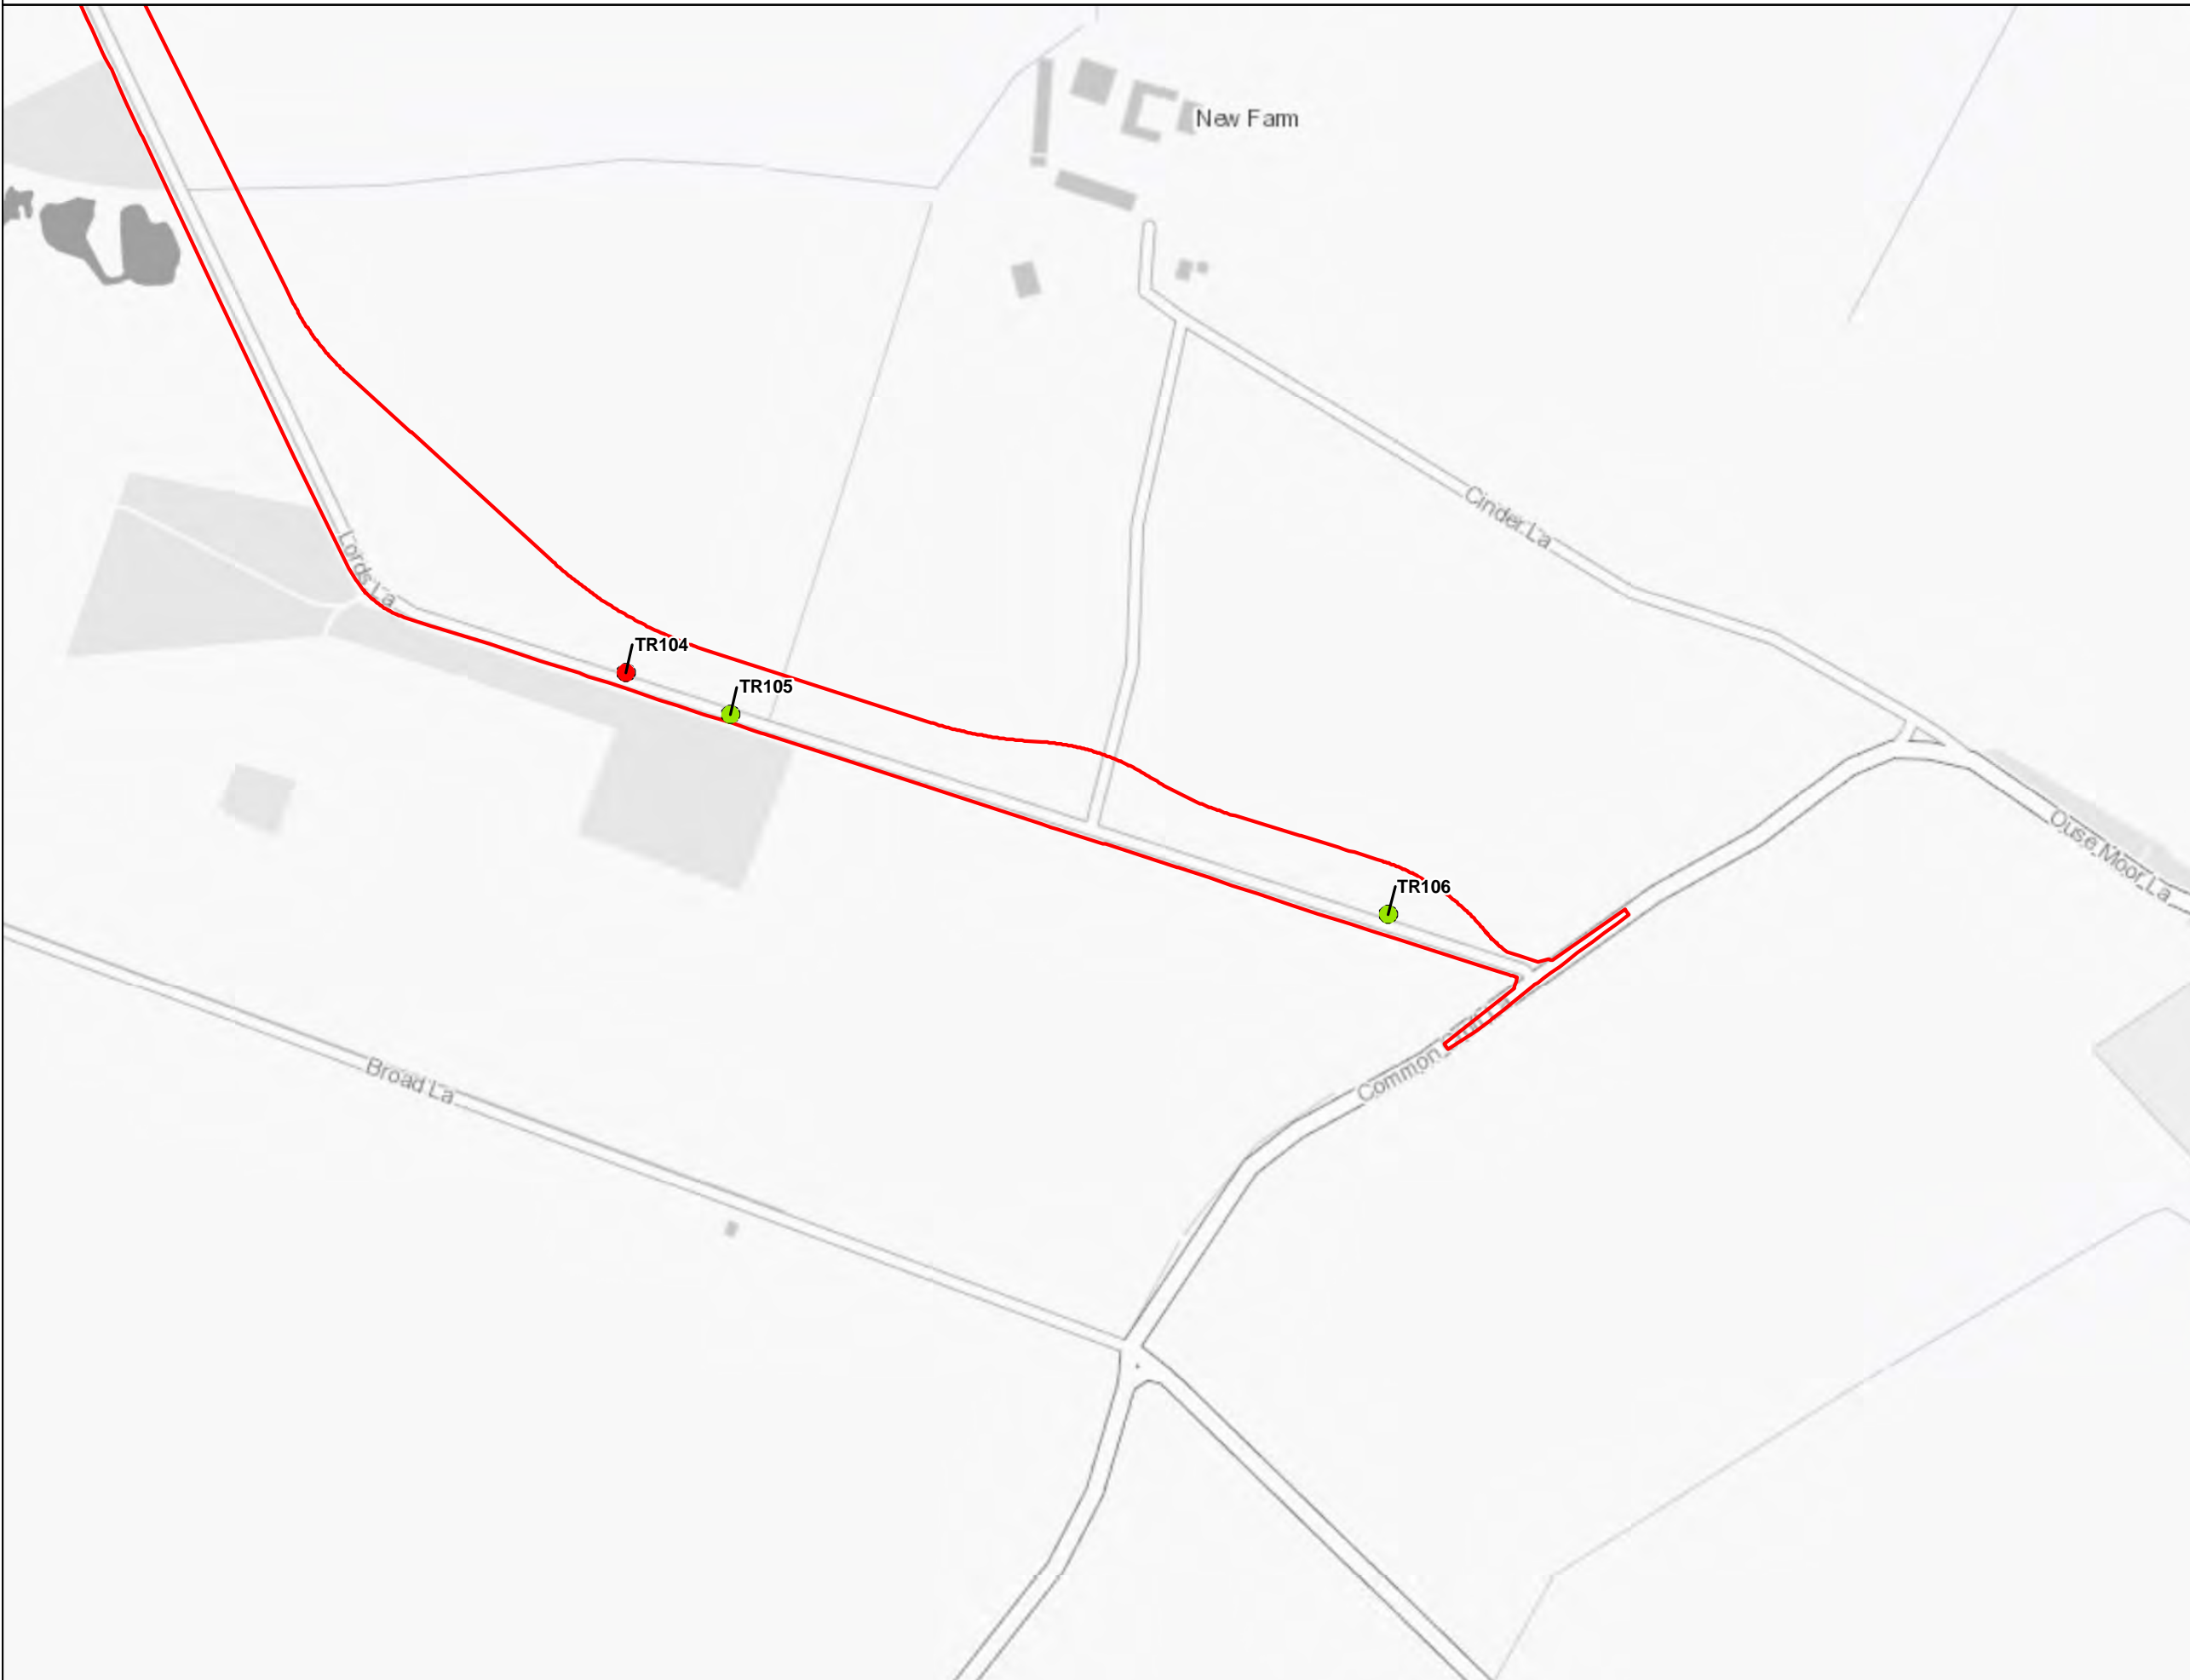 New Farm
Cinder La
Lords La
TR104
TR105
Ouse Moor La
TR106
Common
Broad La